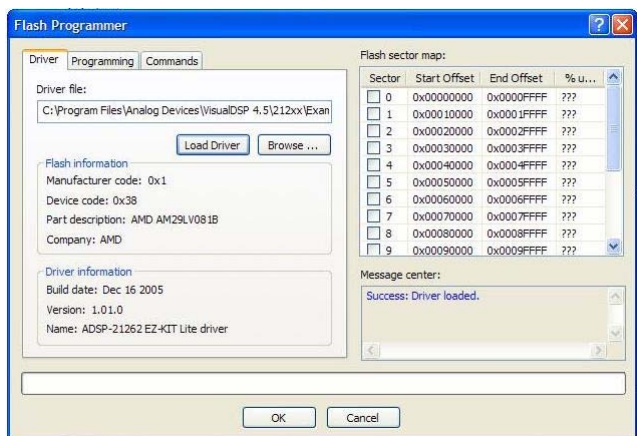 Flash Programmer
Driver Programming Commands
Driver file:
C:\Program Files\Analog Devices\VisualDSP 4.5\212xx\Exan
Load Driver Browse ...
Flash information
Manufacturer code: 0x1
Device code: 0x38
Part description: AMD AM29LV081B
Company: AMD
Driver information
Build date: Dec 16 2005
Version: 1.01.0
Name: ADSP-21262 EZ-KIT Lite driver
Flash sector map:
Sector Start Offset End Offset % u...
0 0x00000000 0x0000FFFF ???
1 0x00010000 0x0001FFFF ???
2 0x00020000 0x0002FFFF ???
3 0x00030000 0x0003FFFF ???
4 0x00040000 0x0004FFFF ???
5 0x00050000 0x0005FFFF ???
6 0x00060000 0x0006FFFF ???
7 0x00070000 0x0007FFFF ???
8 0x00080000 0x0008FFFF ???
9 0x00090000 0x0009FFFF ???
Message center:
Success: Driver loaded.
OK Cancel